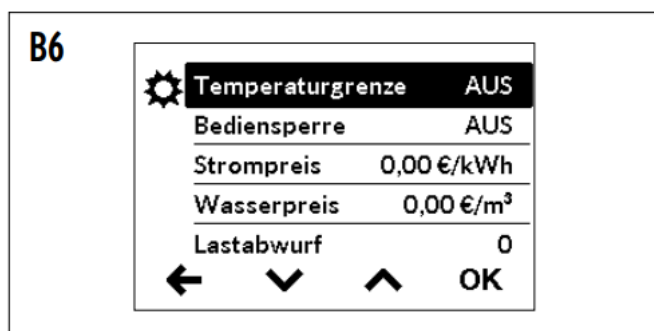 B6
Temperaturgrenze AUS
Bediensperre AUS
Strompreis 0,00 €/kWh
Wasserpreis 0,00 €/m³
Lastabwurf 0
OK